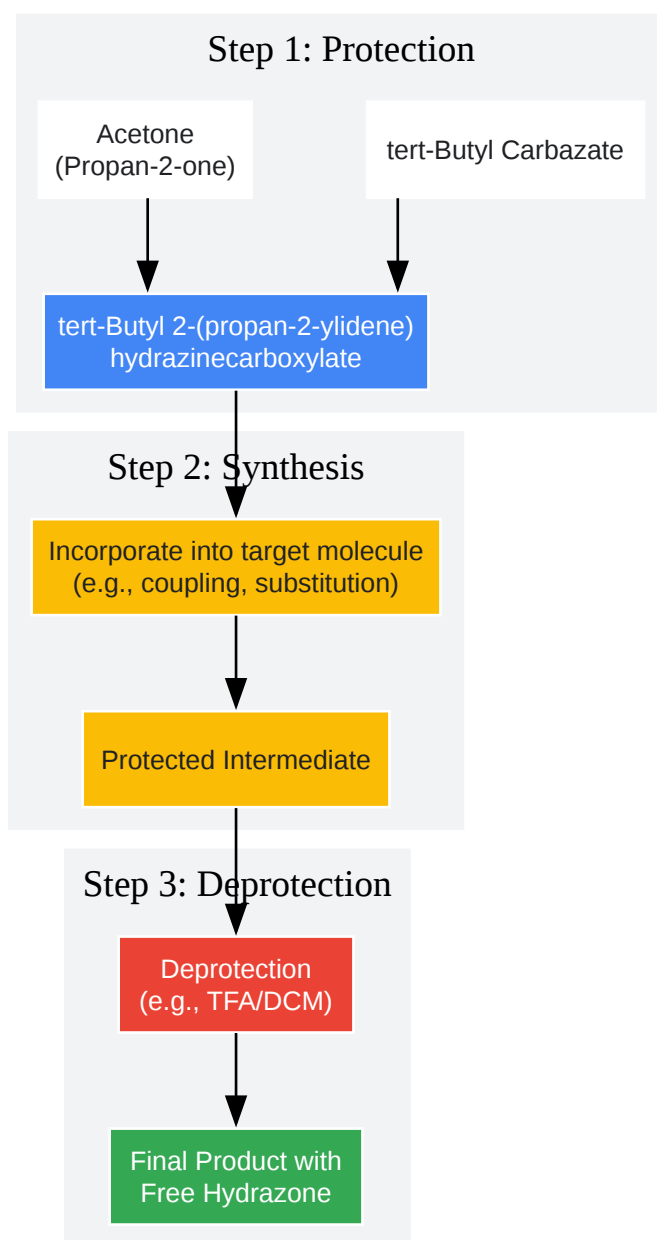 Step 1: Protection
Acetone
(Propan-2-one)
tert-Butyl Carbazate
tert-Butyl 2-(propan-2-ylidene)
hydrazinecarboxylate
Step 2: Synthesis
Incorporate into target molecule
(e.g., coupling, substitution)
Protected Intermediate
Step 3: Deprotection
Deprotection
(e.g., TFA/DCM)
Final Product with
Free Hydrazone